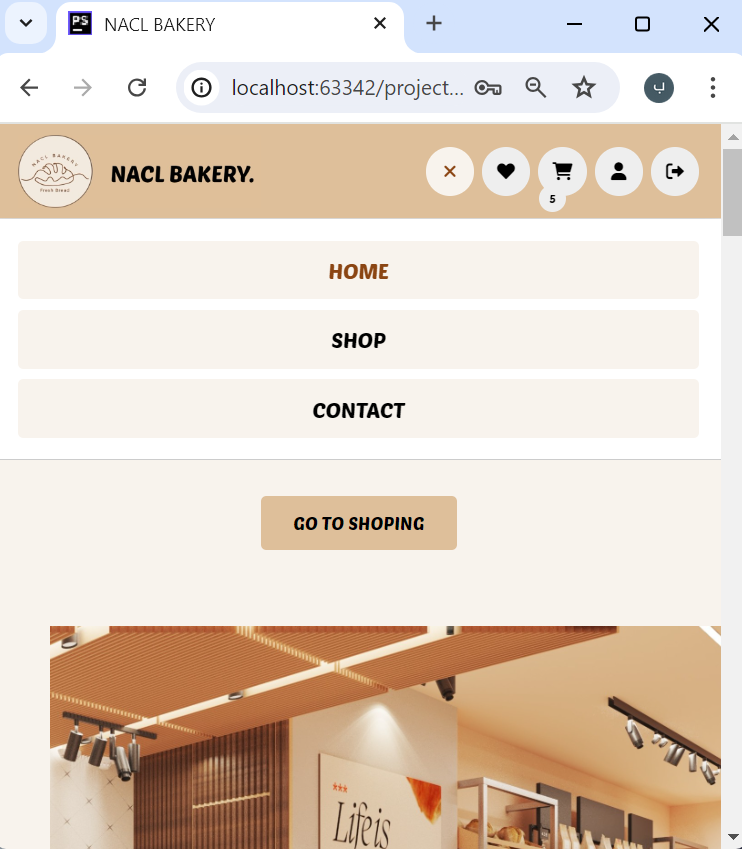 PS
NACL BAKERY
localhost:63342/project...
NACL BAKERY
Fresh Bread
NACL BAKERY.
5
HOME
SHOP
CONTACT
GO TO SHOPING
Life is